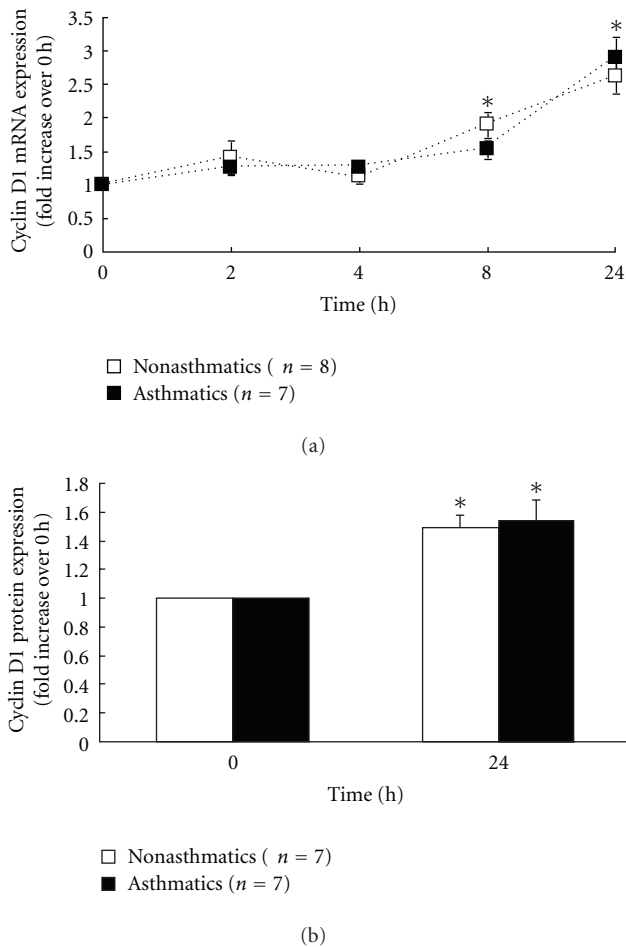 3.5
3
2.5
2
1.5
1
0.5
0
Cyclin D1 mRNA expression
(fold increase over 0 h)
*
*
0 2 4 8 24
Time (h)
Nonasthmatics ( n = 8)
Asthmatics (n = 7)
(a)
1.8
1.6
1.4
1.2
1
0.8
0.6
0.4
0.2
0
Cyclin D1 protein expression
(fold increase over 0 h)
* *
0 24
Time (h)
Nonasthmatics ( n = 7)
Asthmatics (n = 7)
(b)